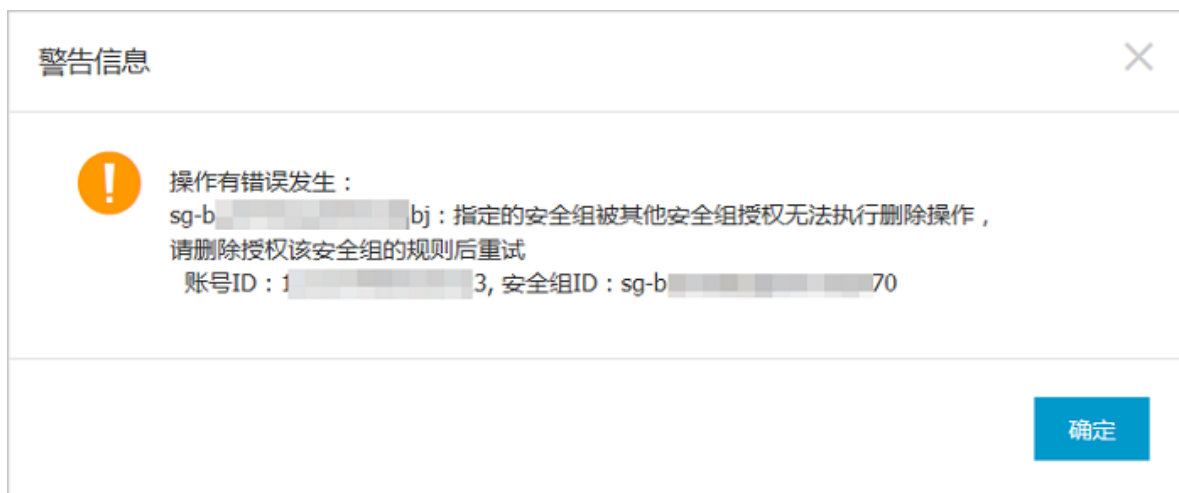 警告信息
操作有错误发生：
sg-b bj：指定的安全组被其他安全组授权无法执行删除操作，
请删除授权该安全组的规则后重试
账号ID：1 3, 安全组ID：sg-b 70
确定